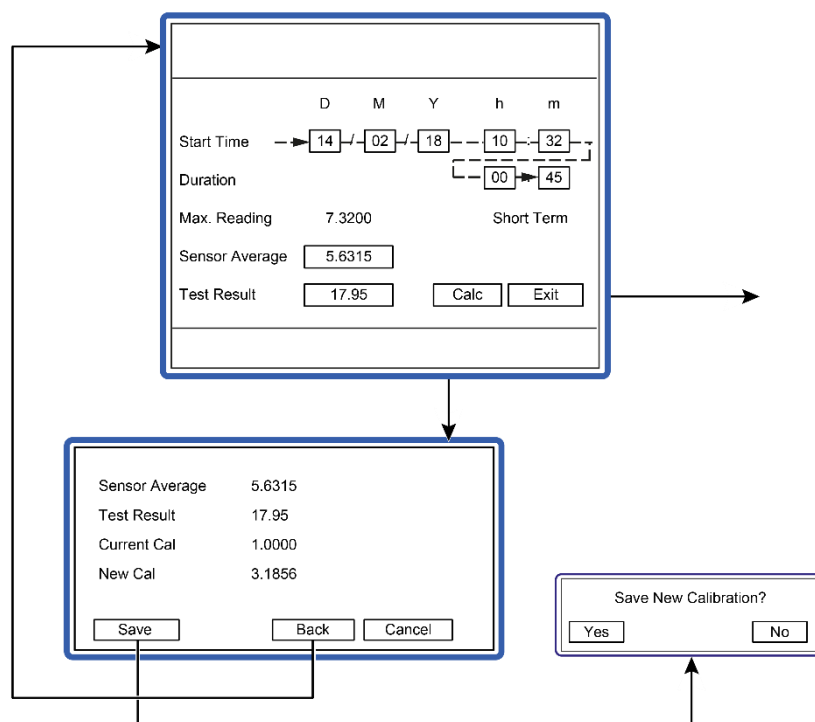 D M Y h m
Start Time 14 / 02 / 18 10 : 32
Duration 00 45
Max. Reading 7.3200 Short Term
Sensor Average 5.6315
Test Result 17.95 Calc Exit
Sensor Average 5.6315
Test Result 17.95
Current Cal 1.0000
New Cal 3.1856
Save Back Cancel
Save New Calibration?
Yes No